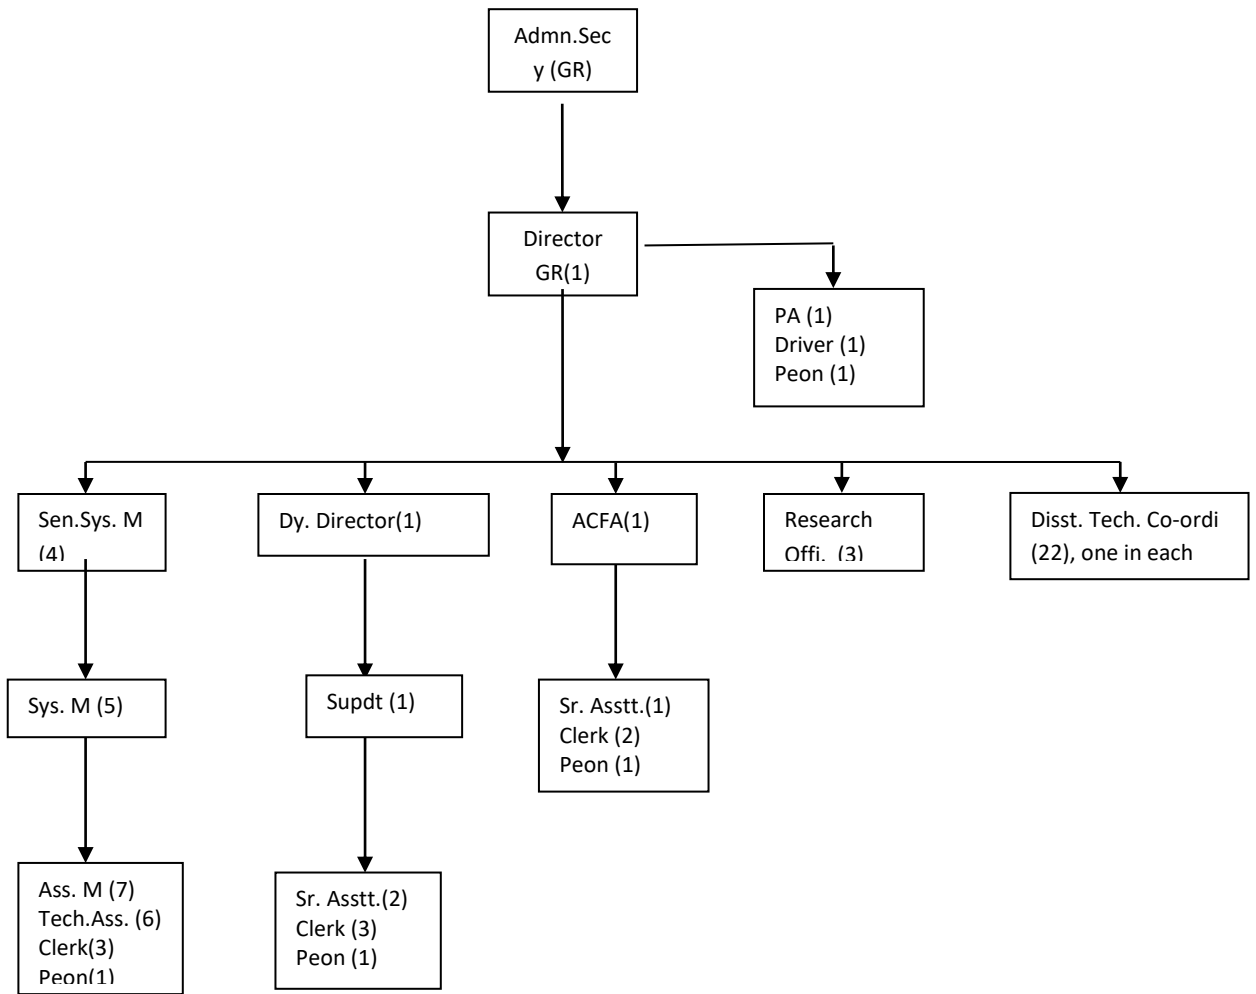 Admn.Sec
y (GR)
Director
GR(1)
PA (1)
Driver (1)
Peon (1)
Sen.Sys. M
(4)
Dy. Director(1)
ACFA(1)
Research
Offi. (3)
Disst. Tech. Co-ordi
(22), one in each
Sys. M (5)
Supdt (1)
Sr. Asstt.(1)
Clerk (2)
Peon (1)
Ass. M (7)
Tech.Ass. (6)
Clerk(3)
Peon(1)
Sr. Asstt.(2)
Clerk (3)
Peon (1)